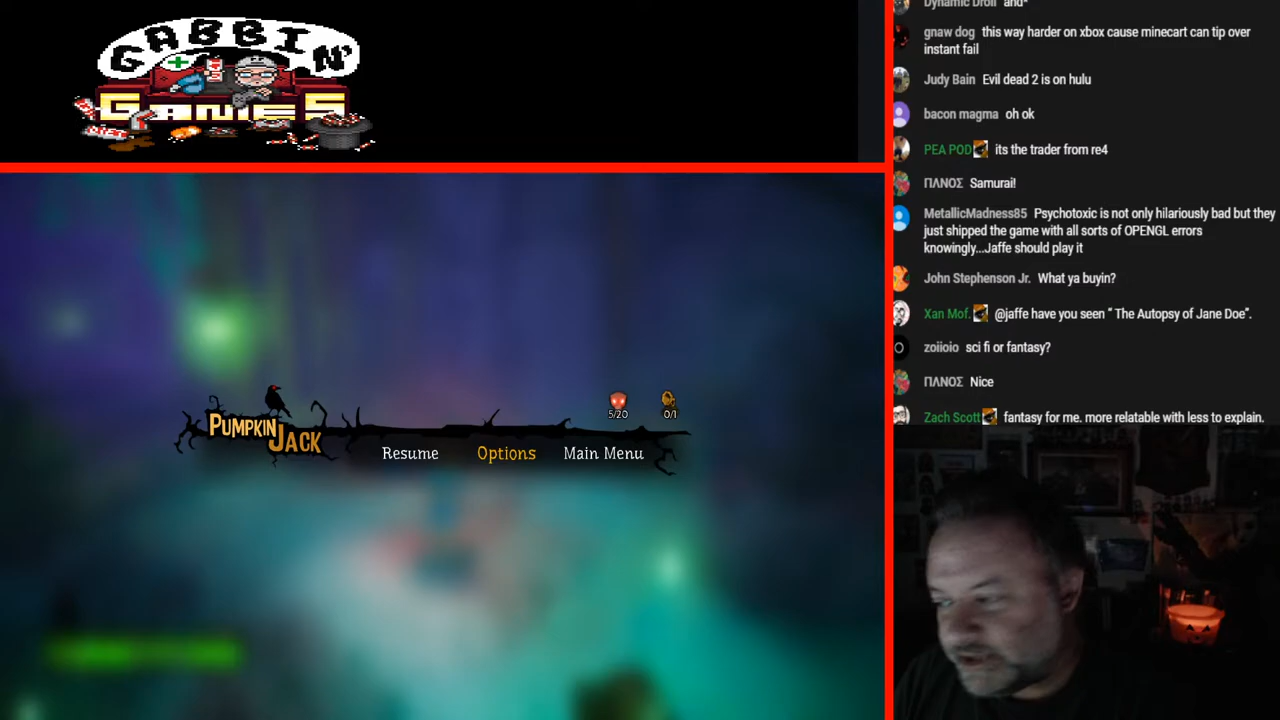 GABBIN'
GAMES
PUMPKIN
JACK
5/20
0/1
Resume
Options
Main Menu
Dynamic Droil and*
gnaw dog this way harder on xbox cause minecart can tip over
instant fail
Judy Bain Evil dead 2 is on hulu
bacon magma oh ok
PEA POD its the trader from re4
ΠΛΝΟΣ Samurai!
MetallicMadness85 Psychotoxic is not only hilariously bad but they
just shipped the game with all sorts of OPENGL errors
knowingly...Jaffe should play it
John Stephenson Jr. What ya buyin?
Xan Mof. @jaffe have you seen “ The Autopsy of Jane Doe”.
O
zoiioio sci fi or fantasy?
ΠΛΝΟΣ Nice
Zach Scott fantasy for me. more relatable with less to explain.